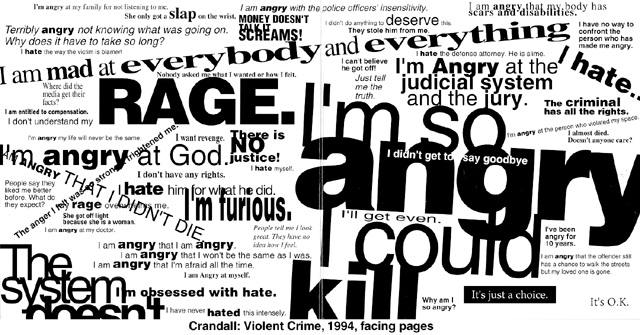 I'm angry at my family for not listening to me.
She only got a slap on the wrist.
I am angry with the police officers' insensitivity.
I am angry that my body has
scars and disabilities.
MONEY DOESN'T
TALK IT
SCREAMS!
I didn't do anything to deserve this.
They stole him from me.
Terribly angry not knowing what was going on.
Why does it have to take so long?
I hate the way the victim is blamed!
I have no way to
confront the
person who has
made me angry.
I am mad at everybody and everything
I hate the defense attorney. He is slime.
I hate..
Nobody asked me what I wanted or how I felt.
I can't believe
he got off!
Just tell
me the
truth.
I'm Angry at the
judicial system
and the jury.
Where did the
media get their
facts?
I am entitled to compensation.
I don't understand my
RAGE.
The criminal
has all the rights.
I'm so
angry
I could
kill
I'm angry my life will never be the same.
I want revenge.
There is
NO
justice!
I'm angry at the person who violated my space.
I almost died.
Doesn't anyone care?
I'm angry at God.
I didn't get to say goodbye
I hate myself.
I don't have any rights.
ANGRY THAT I DIDN'T DIE
The anger I felt was so strong it frightened me.
People say they
liked me better
before. What do
they expect?
I hate him for what he did.
my rage overwhelms me.
She got off light
because she is a woman.
I am angry at my doctor.
I'm furious.
I'll get even.
People tell me I look
great. They have no
idea how I feel.
I've been
angry for
10 years.
I am angry that I am angry.
I am angry that I won't be the same as I was.
I am angry that I'm afraid all the time.
I am Angry at myself.
I am angry that the offender still
has a chance to walk the streets
but my loved one is gone.
The
system
doesn't
I'm obsessed with hate.
I have never hated this intensely.
Why am I
so angry?
It's just a choice.
It's O.K.
Crandall: Violent Crime, 1994, facing pages